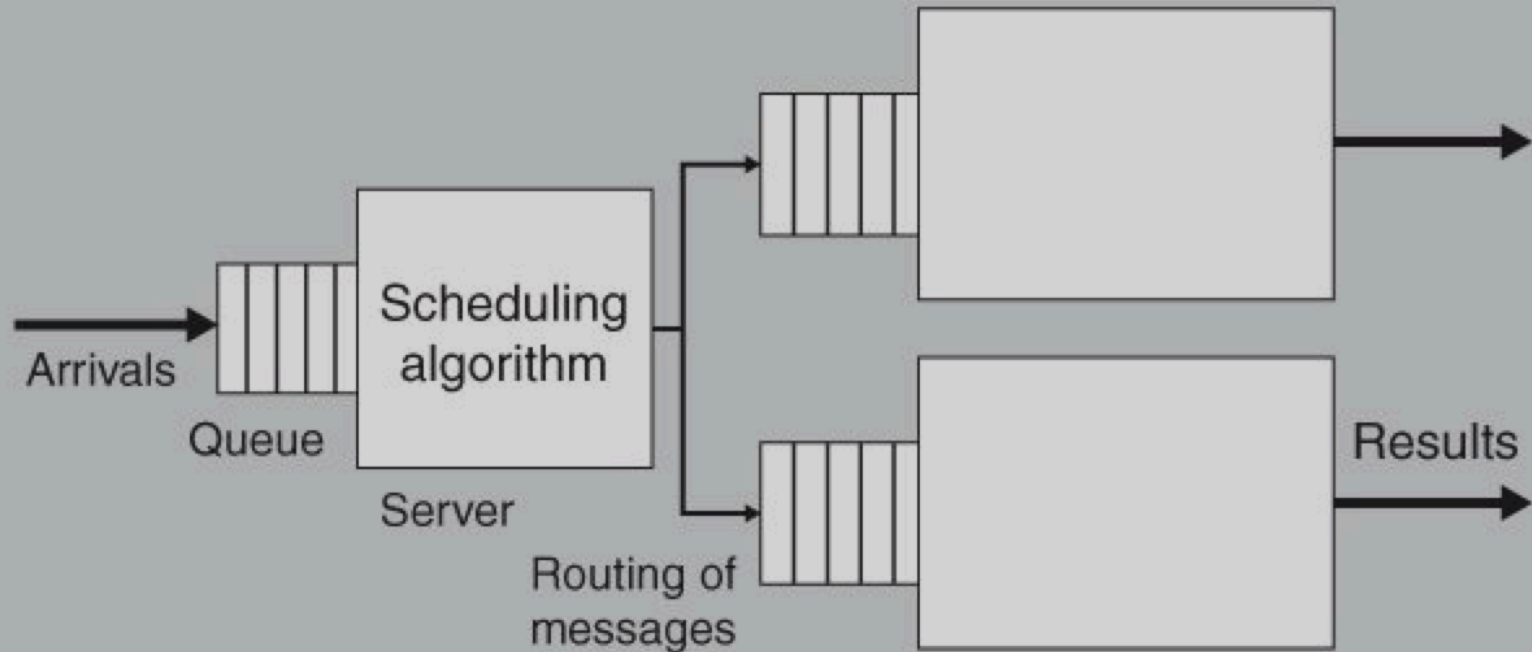 Arrivals
Queue
Scheduling
algorithm
Server
Routing of
messages
Results